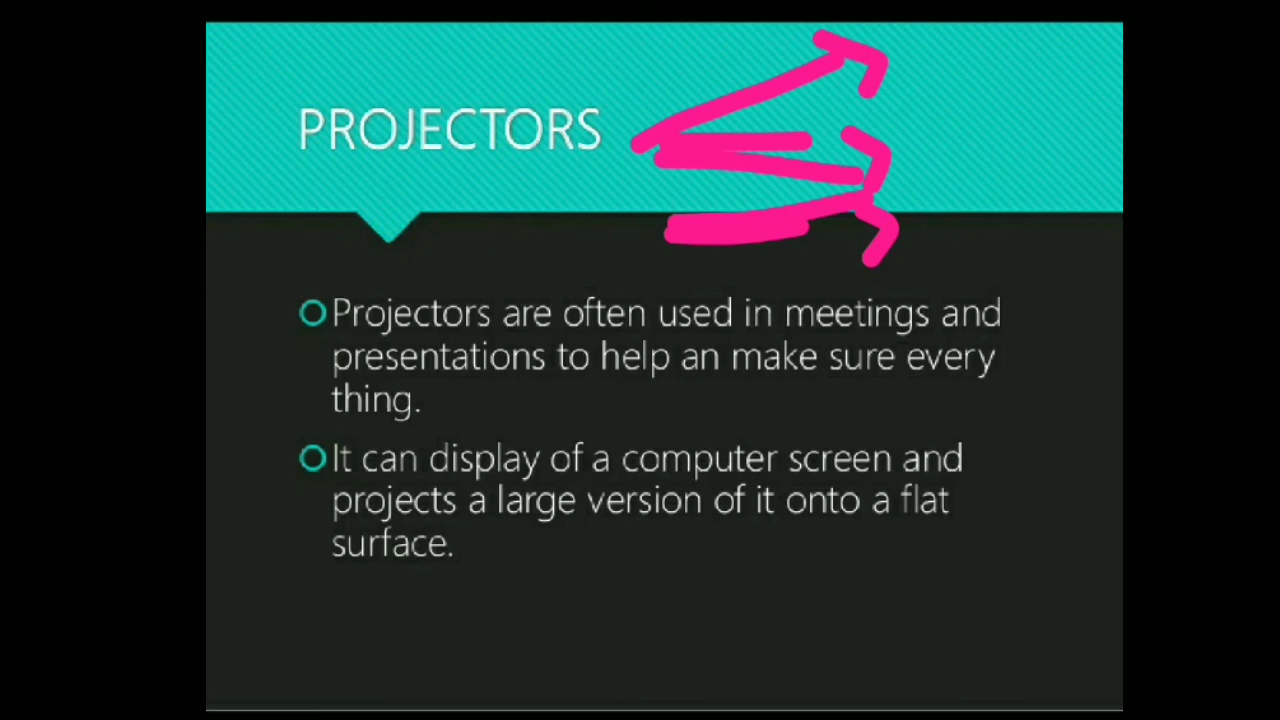 PROJECTORS
Projectors are often used in meetings and
presentations to help an make sure every
thing.
It can display of a computer screen and
projects a large version of it onto a flat
surface.